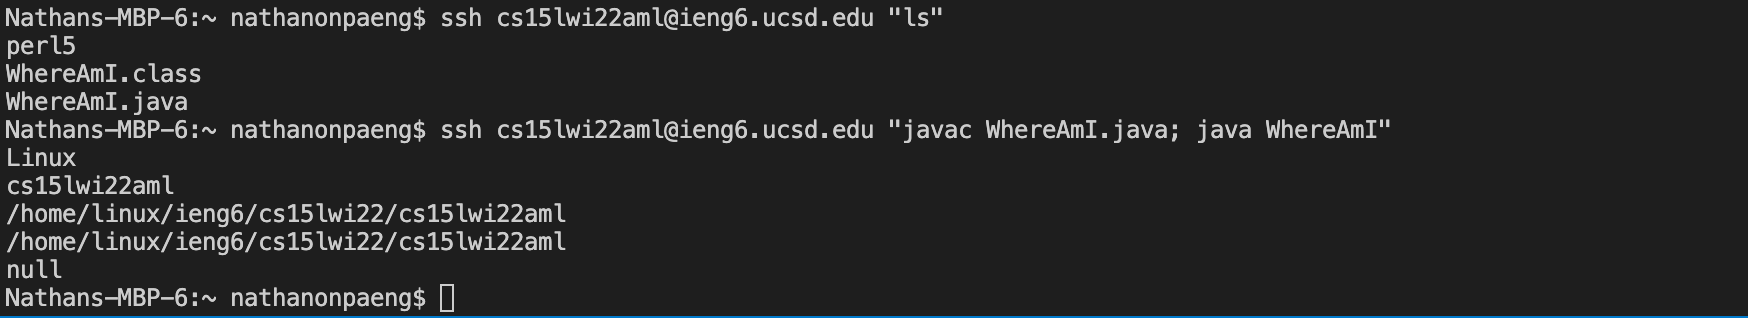 Nathans-MBP-6:~ nathanonpaeng$ ssh cs15lwi22aml@ieng6.ucsd.edu "ls"
perl5
WhereAmI.class
WhereAmI.java
Nathans-MBP-6:~ nathanonpaeng$ ssh cs15lwi22aml@ieng6.ucsd.edu "javac WhereAmI.java; java WhereAmI"
Linux
cs15lwi22aml
/home/linux/ieng6/cs15lwi22/cs15lwi22aml
/home/linux/ieng6/cs15lwi22/cs15lwi22aml
null
Nathans-MBP-6:~ nathanonpaeng$